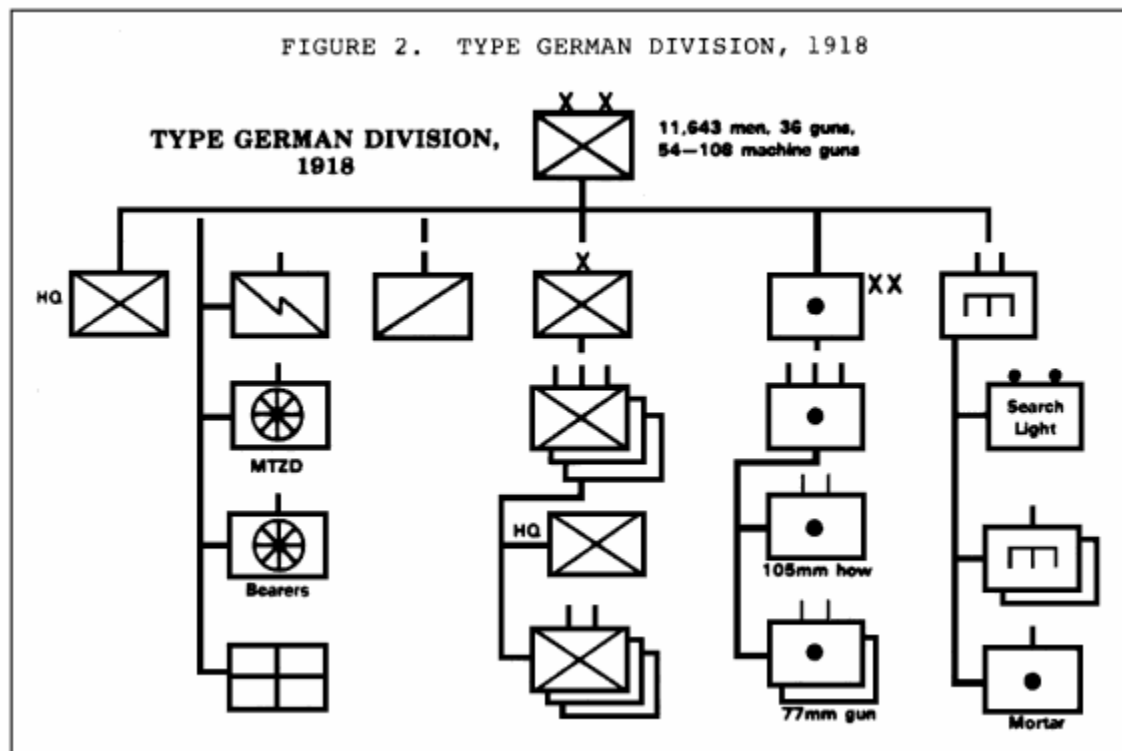 FIGURE 2. TYPE GERMAN DIVISION, 1918
TYPE GERMAN DIVISION,
1918
X X
11,643 men, 36 guns,
54—108 machine guns
HQ
X
XX
MTZD
Search
Light
HQ
Bearers
105mm how
77mm gun
Mortar